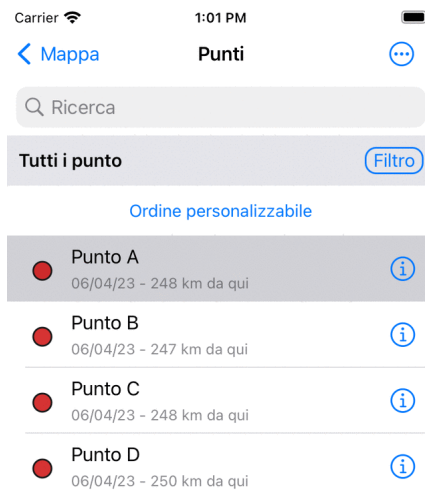 Carrier 1:01 PM
Mappa Punti
Ricerca
Tutti i punto Filtro
Ordine personalizzabile
Punto A
06/04/23 - 248 km da qui
Punto B
06/04/23 - 247 km da qui
Punto C
06/04/23 - 248 km da qui
Punto D
06/04/23 - 250 km da qui